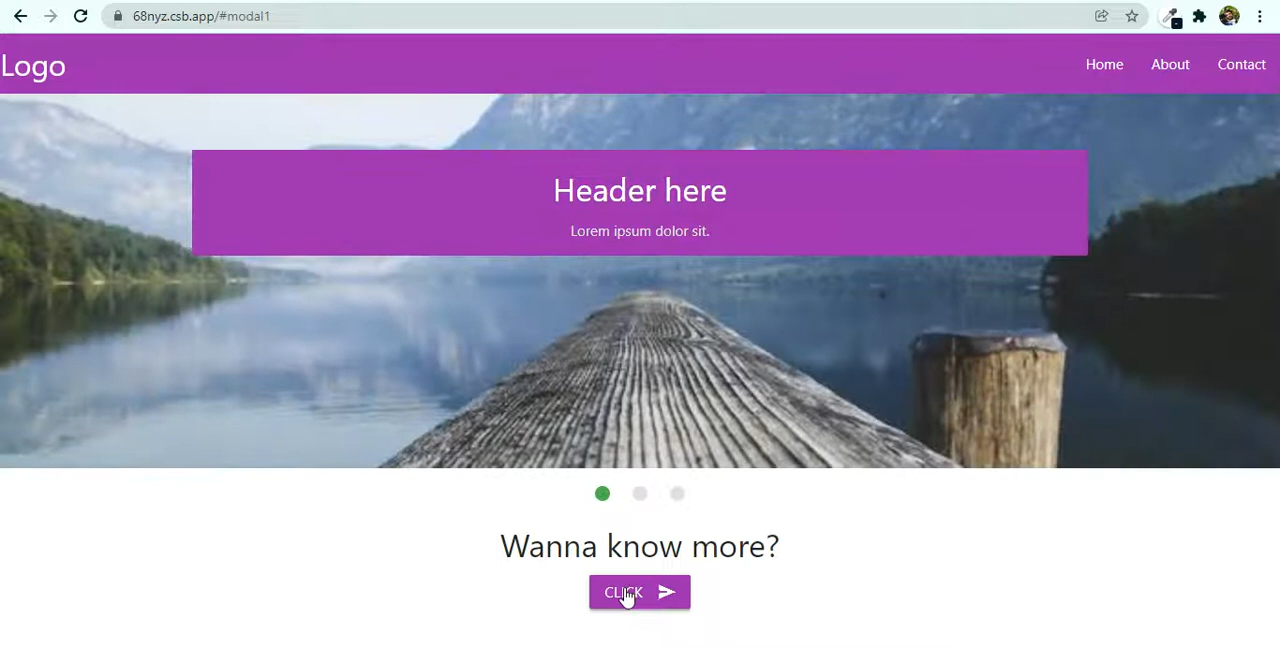 68nyz.csb.app/#modal1
Logo
Home About Contact
Header here
Lorem ipsum dolor sit.
Wanna know more?
CLICK